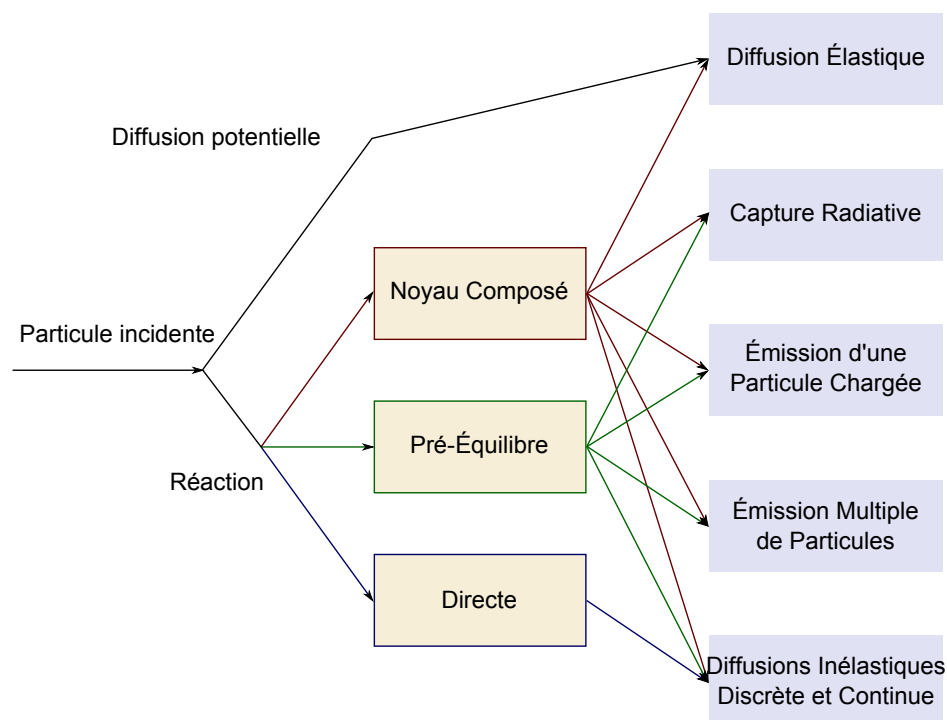 Diffusion Élastique
Diffusion potentielle
Capture Radiative
Noyau Composé
Particule incidente
Émission d'une
Particule Chargée
Pré-Équilibre
Réaction
Émission Multiple
de Particules
Directe
Diffusions Inélastiques
Discrète et Continue